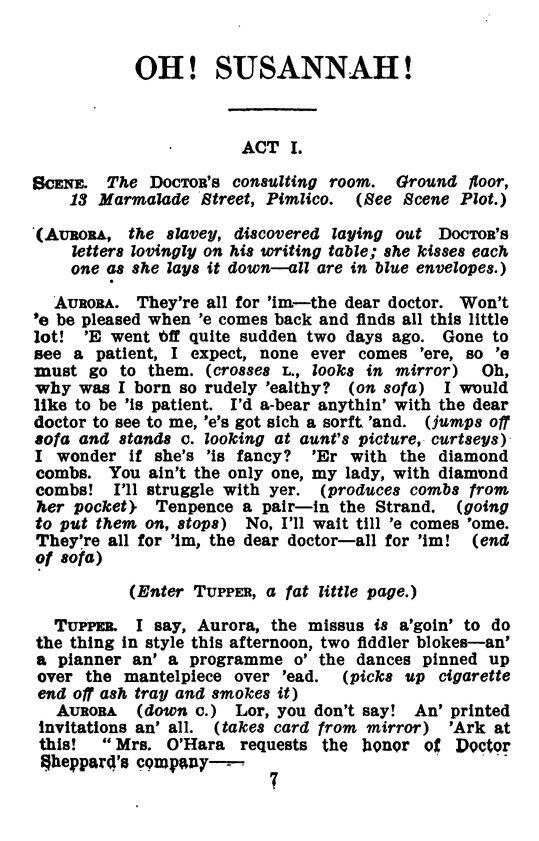 OH! SUSANNAH!
ACT I.
SCENE. The DOCTOR'S consulting room. Ground floor,
13 Marmalade Street, Pimlico. (See Scene Plot.)
(AURORA, the slavey, discovered laying out DOCTOR'S
letters lovingly on his writing table; she kisses each
one as she lays it down—all are in blue envelopes.)
AURORA. They're all for 'im—the dear doctor. Won't
'e be pleased when 'e comes back and finds all this little
lot! 'E went off quite sudden two days ago. Gone to
see a patient, I expect, none ever comes 'ere, so 'e
must go to them. (crosses L., looks in mirror) Oh,
why was I born so rudely 'ealthy? (on sofa) I would
like to be 'is patient. I'd a-bear anythin' with the dear
doctor to see to me, 'e's got sich a sorft 'and. (jumps off
sofa and stands C. looking at aunt's picture, curtseys)
I wonder if she's 'is fancy? 'Er with the diamond
combs. You ain't the only one, my lady, with diamond
combs! I'll struggle with yer. (produces combs from
her pocket) Tenpence a pair—in the Strand. (going
to put them on, stops) No, I'll wait till 'e comes 'ome.
They're all for 'im, the dear doctor—all for 'im! (end
of sofa)
(Enter TUPPER, a fat little page.)
TUPPER. I say, Aurora, the missus is a'goin' to do
the thing in style this afternoon, two fiddler blokes—an'
a pianner an' a programme o' the dances pinned up
over the mantelpiece over 'ead. (picks up cigarette
end off ash tray and smokes it)
AURORA (down C.) Lor, you don't say! An' printed
invitations an' all. (takes card from mirror) 'Ark at
this! "Mrs. O'Hara requests the honor of Doctor
Sheppard's company——
7